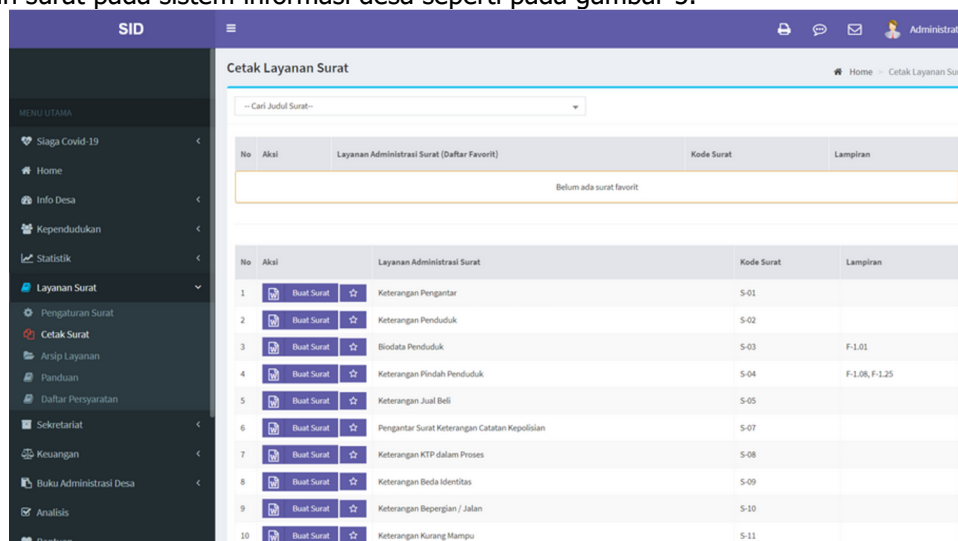 surat pada sistem informasi desa seperti pada gambar 5.
SID
Administrat
Cetak Layanan Surat
Home > Cetak Layanan Su
-- Cari Judul Surat--
MENU UTAMA
Siaga Covid-19
Home
Info Desa
Kependudukan
Statistik
Layanan Surat
Pengaturan Surat
Cetak Surat
Arsip Layanan
Panduan
Daftar Persyaratan
Sekretariat
Keuangan
Buku Administrasi Desa
Analisis
No Aksi Layanan Administrasi Surat (Daftar Favorit) Kode Surat Lampiran
Belum ada surat favorit
No Aksi Layanan Administrasi Surat Kode Surat Lampiran
1 Buat Surat Keterangan Pengantar S-01
2 Buat Surat Keterangan Penduduk S-02
3 Buat Surat Biodata Penduduk S-03 F-1.01
4 Buat Surat Keterangan Pindah Penduduk S-04 F-1.08, F-1.25
5 Buat Surat Keterangan Jual Beli S-05
6 Buat Surat Pengantar Surat Keterangan Catatan Kepolisian S-07
7 Buat Surat Keterangan KTP dalam Proses S-08
8 Buat Surat Keterangan Beda Identitas S-09
9 Buat Surat Keterangan Bepergian / Jalan S-10
10 Buat Surat Keterangan Kurang Mampu S-11